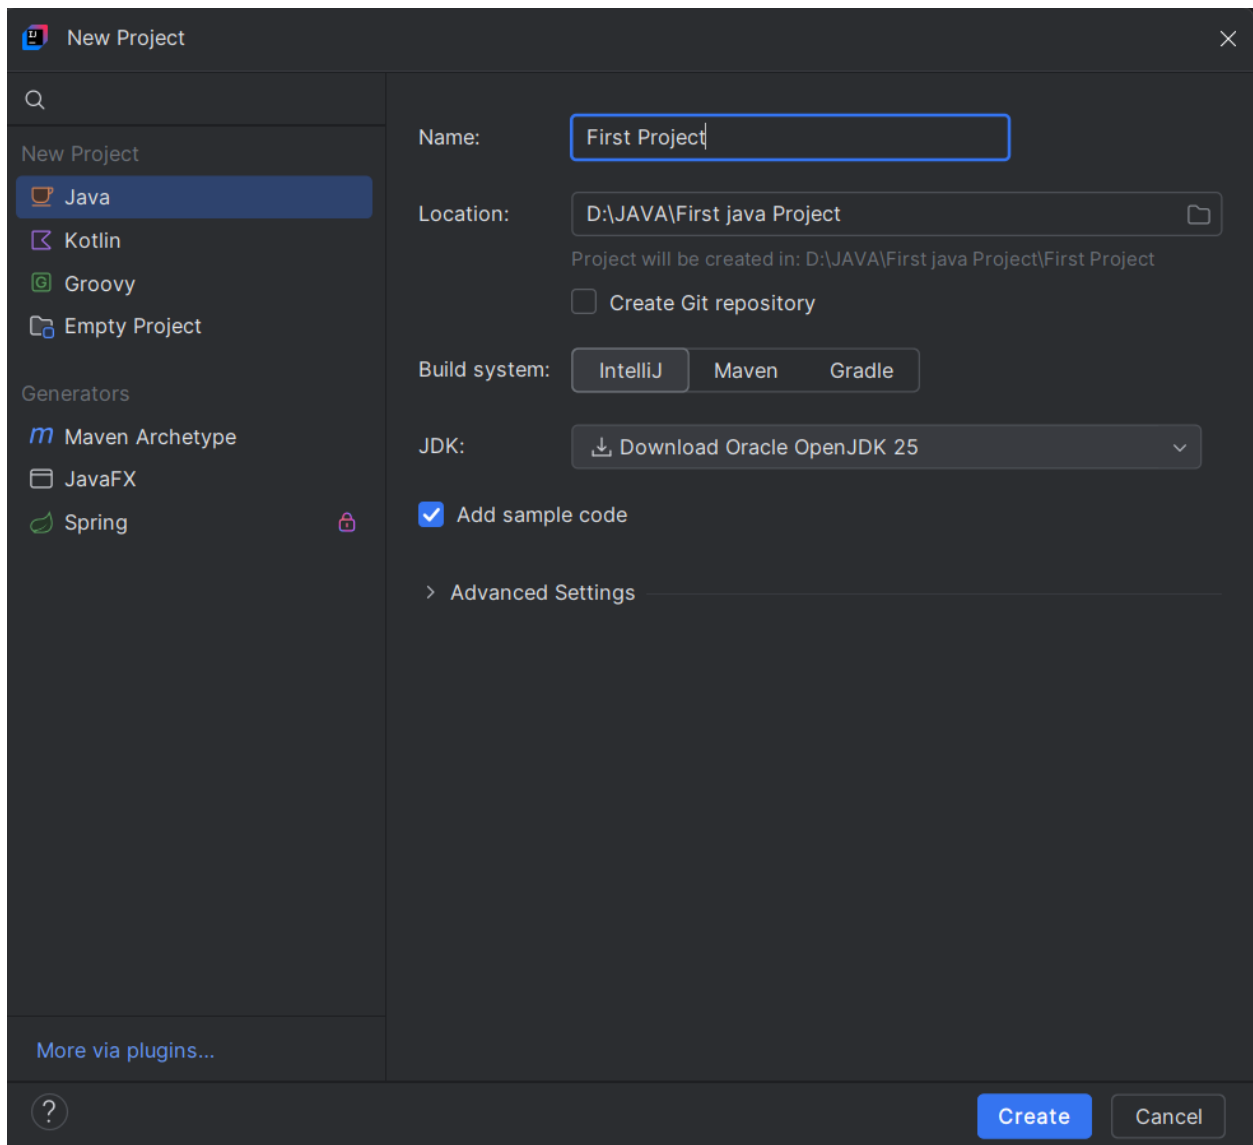 New Project
New Project
Java
Kotlin
Groovy
Empty Project
Generators
Maven Archetype
JavaFX
Spring
More via plugins...
Name: First Project
Location: D:\JAVA\First java Project
Project will be created in: D:\JAVA\First java Project\First Project
Create Git repository
Build system: IntelliJ Maven Gradle
JDK: Download Oracle OpenJDK 25
Add sample code
Advanced Settings
? Create Cancel